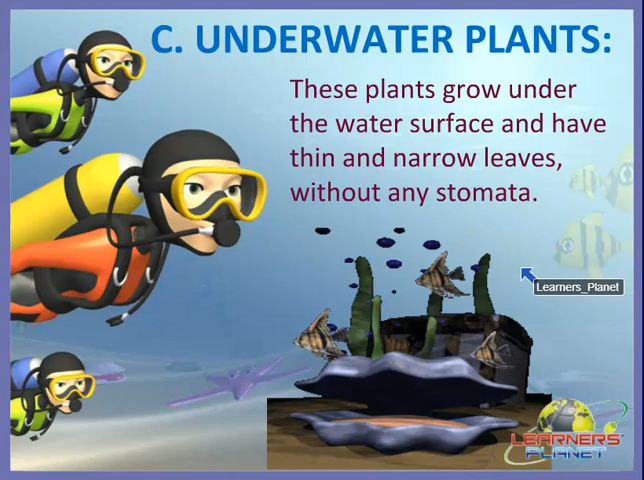 C. UNDERWATER PLANTS:
These plants grow under
the water surface and have
thin and narrow leaves,
without any stomata.
Learners_Planet
LEARNERS'
PLANET